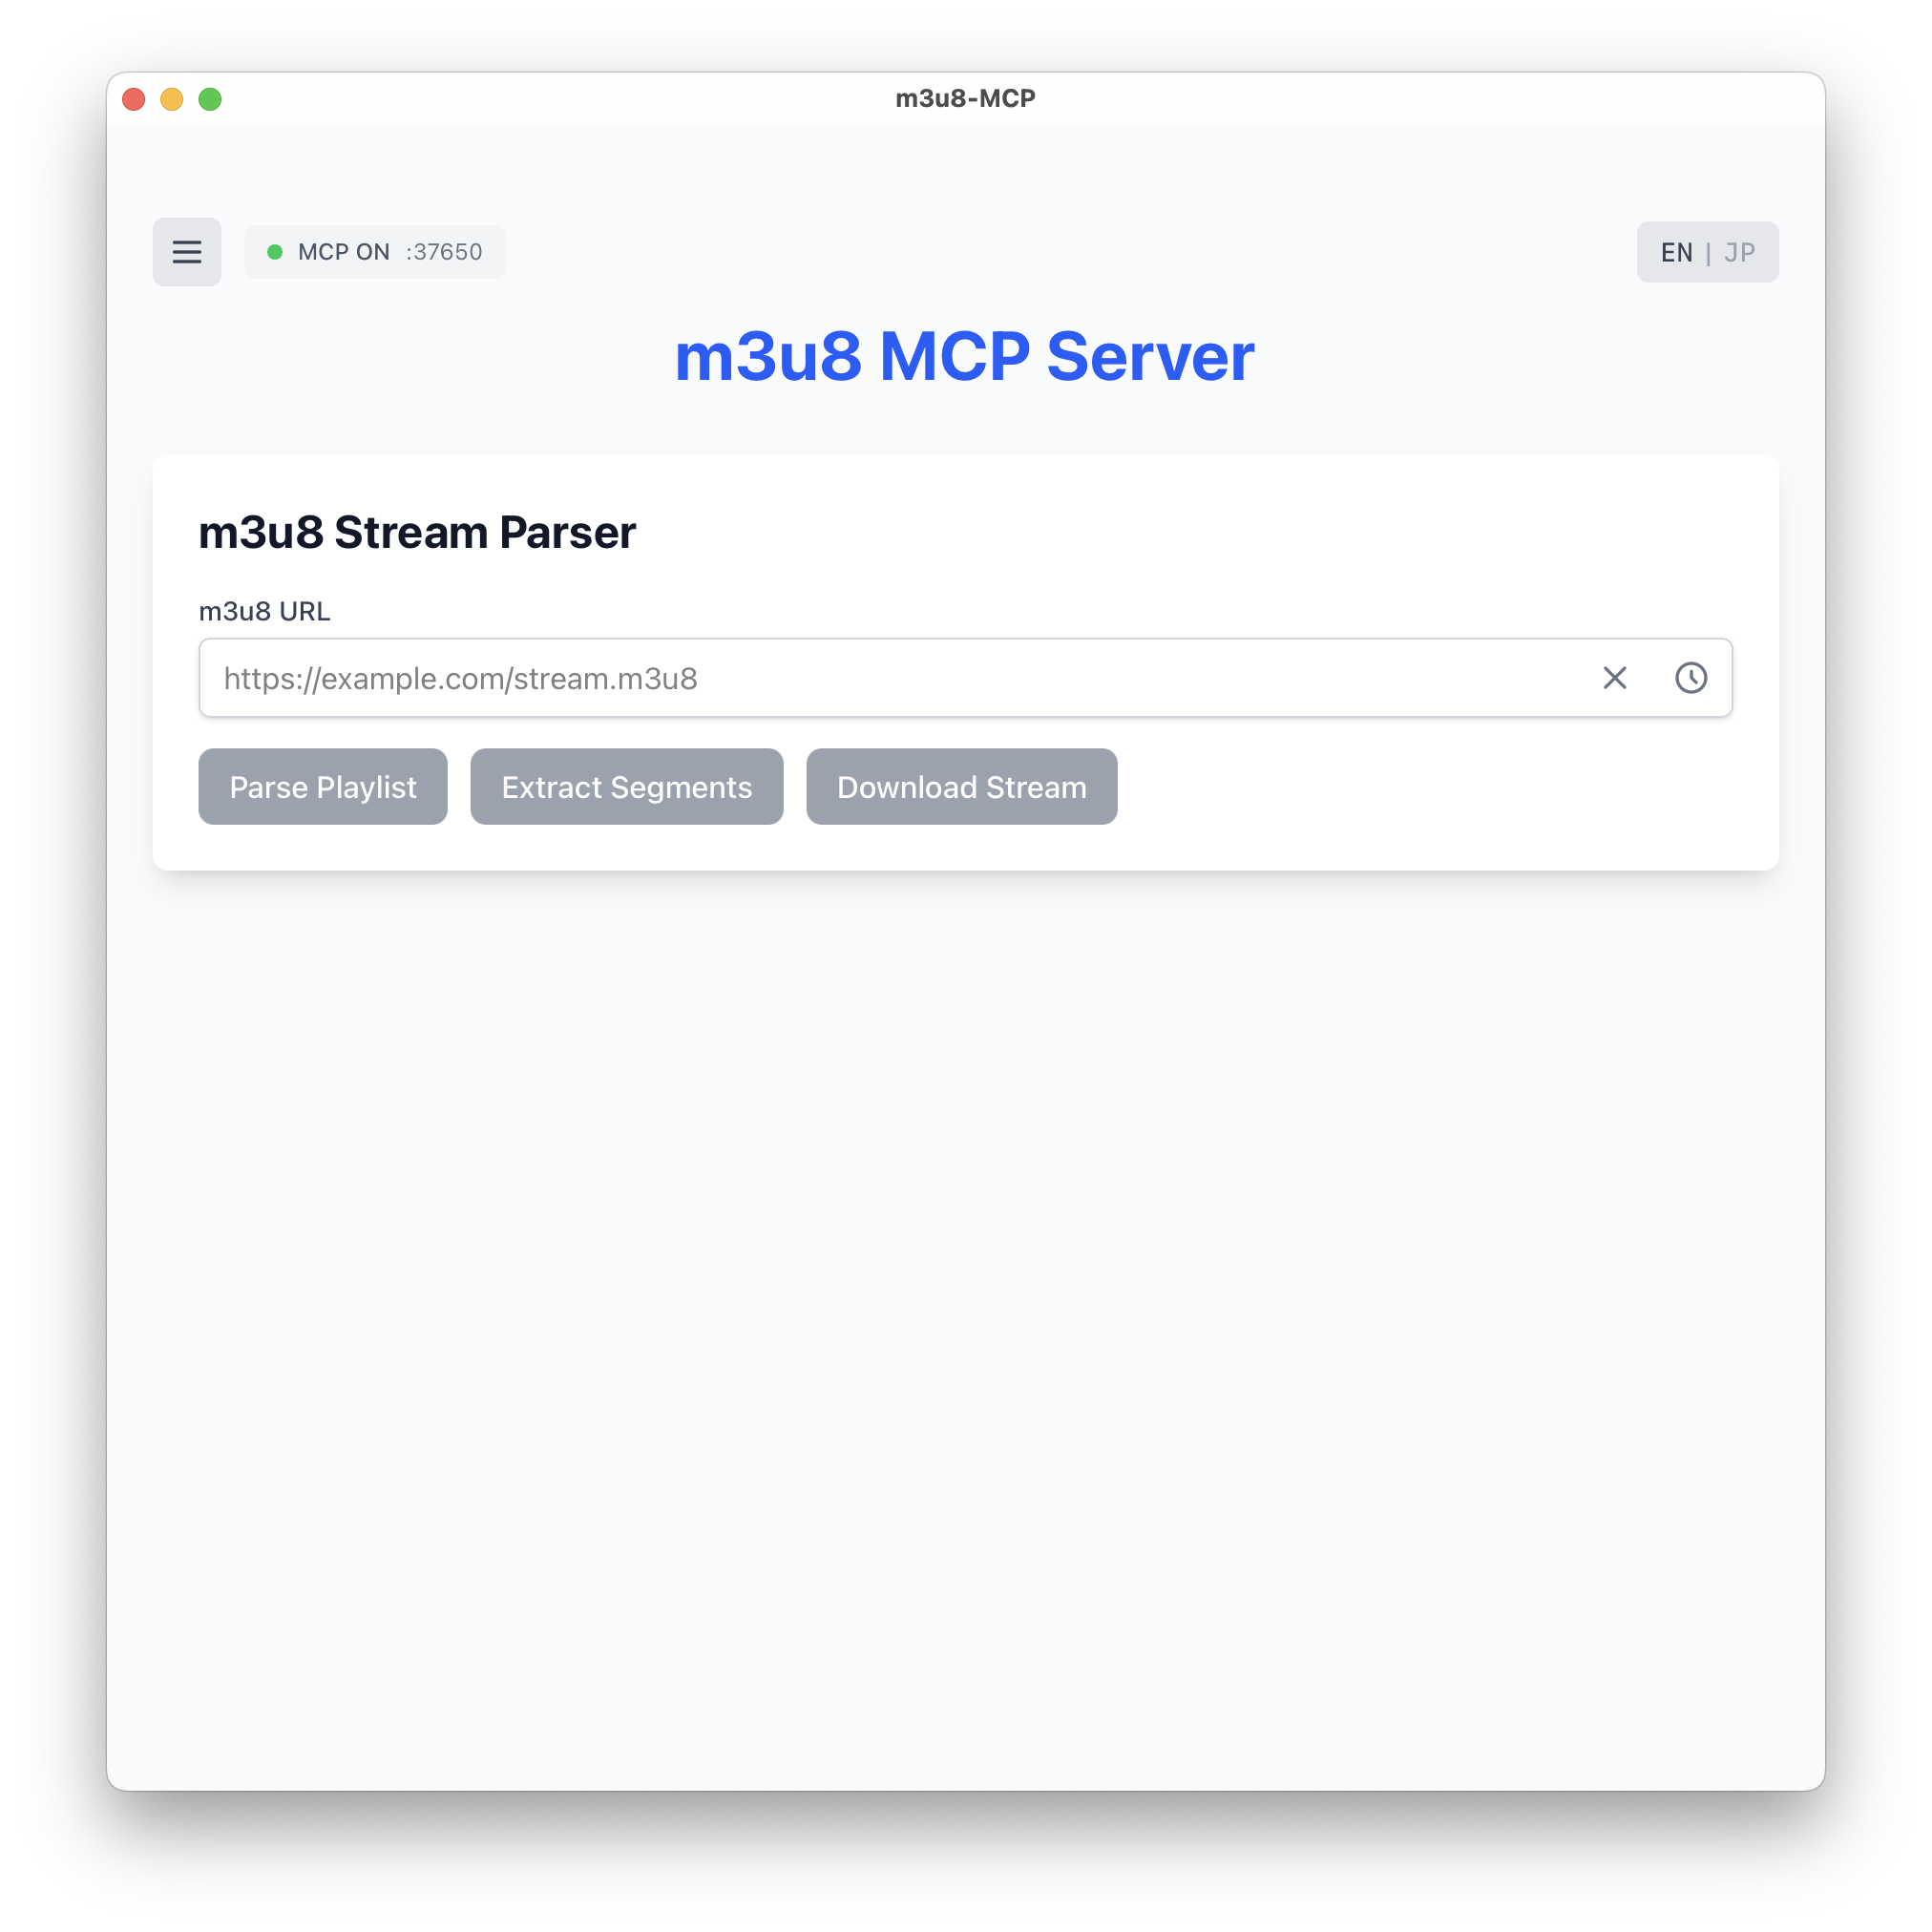 m3u8-MCP
MCP ON :37650
EN | JP
m3u8 MCP Server
m3u8 Stream Parser
m3u8 URL
https://example.com/stream.m3u8
Parse Playlist
Extract Segments
Download Stream